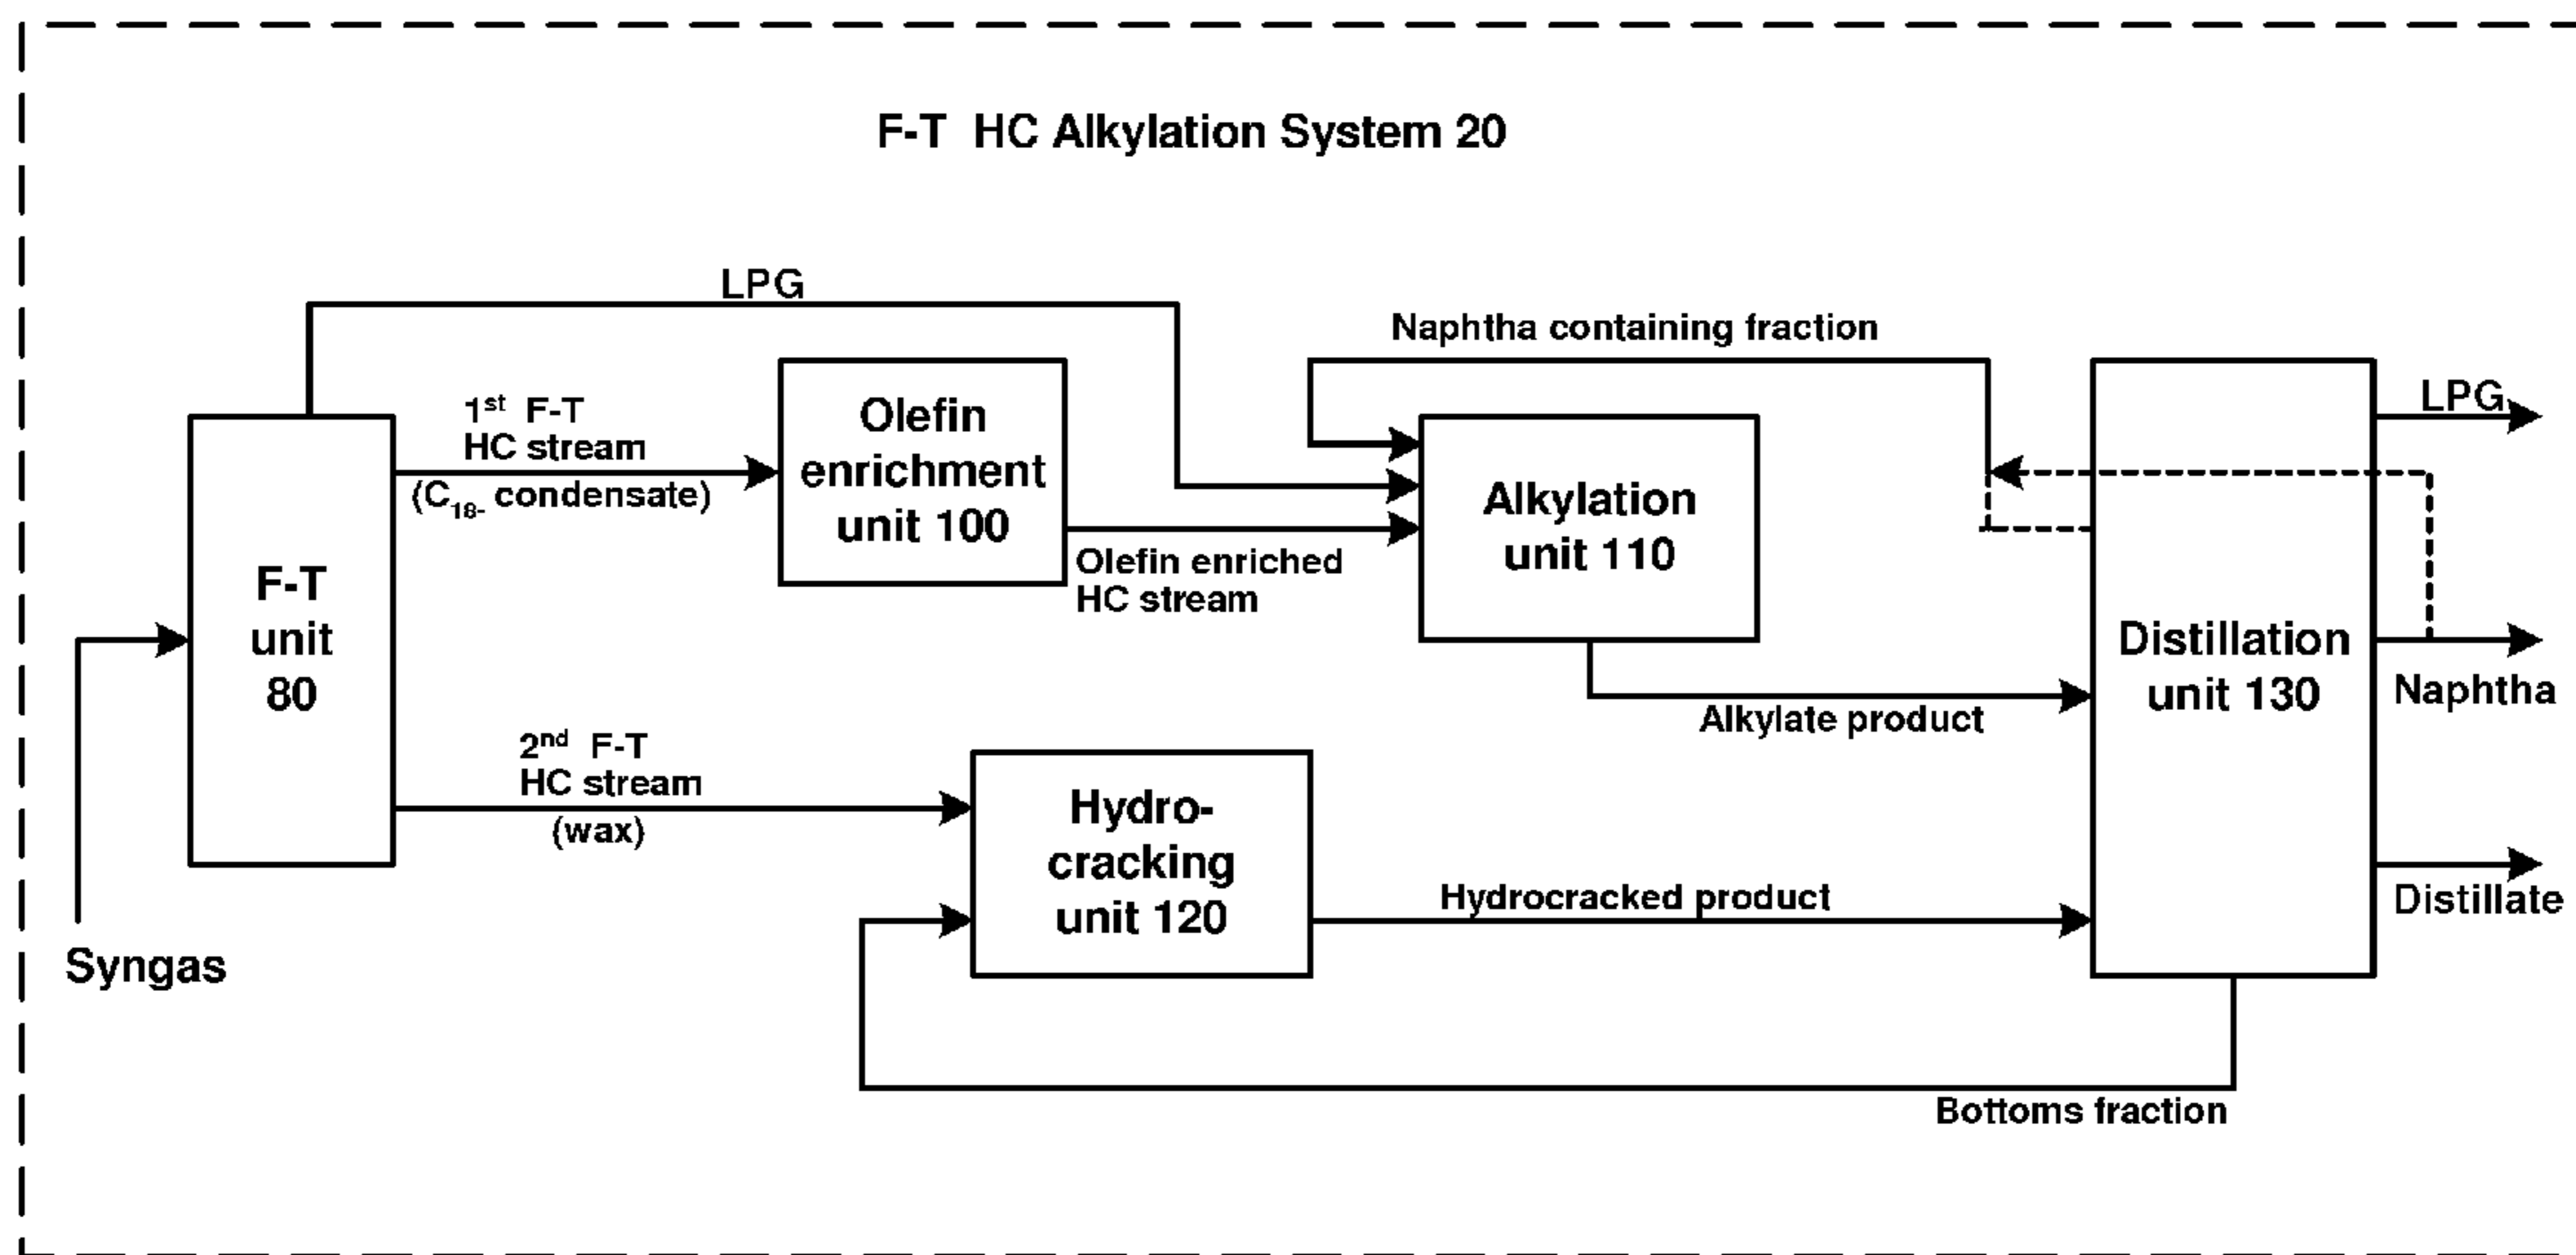 F-T HC Alkylation System 20
LPG
Naphtha containing fraction
1st F-T
HC stream
(C18- condensate)
Olefin
enrichment
unit 100
LPG
Alkylation
unit 110
Olefin enriched
HC stream
F-T
unit
80
Distillation
unit 130
Naphtha
Alkylate product
2nd F-T
HC stream
(wax)
Hydro-
cracking
unit 120
Hydrocracked product
Distillate
Syngas
Bottoms fraction